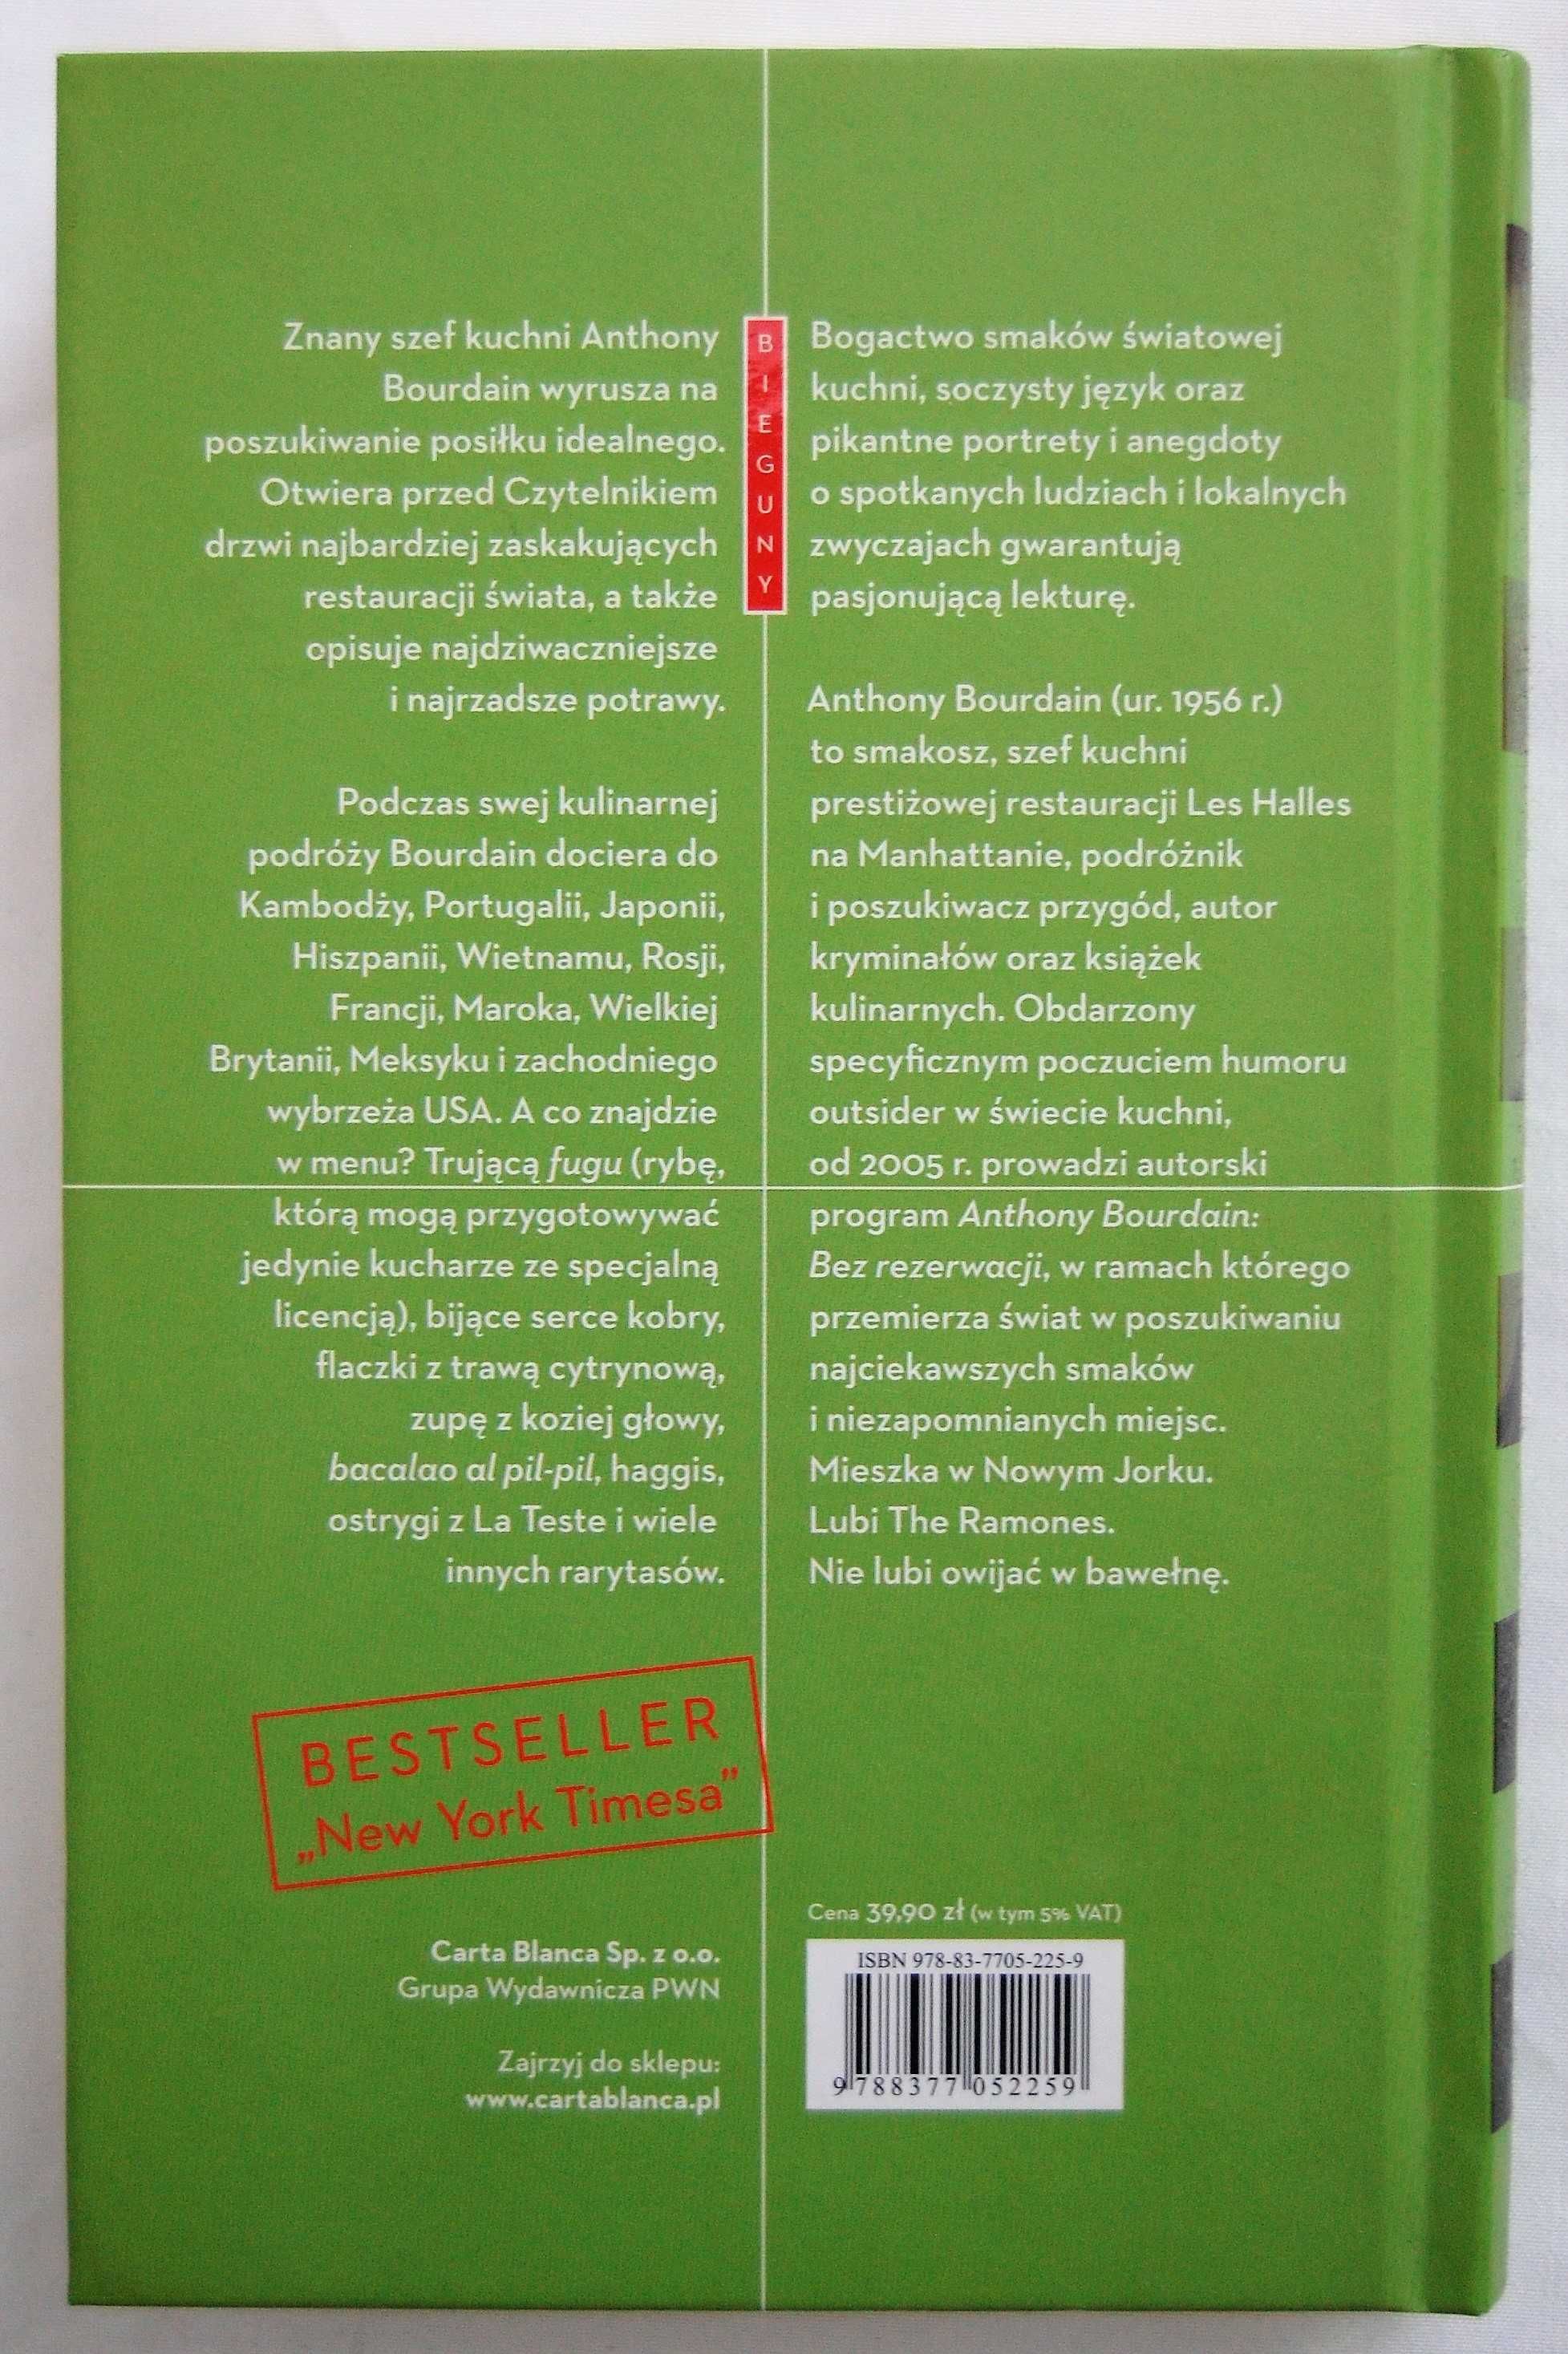 Znany szef kuchni Anthony
Bourdain wyrusza na
poszukiwanie posiłku idealnego.
Otwiera przed Czytelnikiem
drzwi najbardziej zaskakujących
restauracji świata, a także
opisuje najdziwaczniejsze
i najrzadsze potrawy.
Podczas swej kulinarnej
podróży Bourdain dociera do
Kambodży, Portugalii, Japonii,
Hiszpanii, Wietnamu, Rosji,
Francji, Maroka, Wielkiej
Brytanii, Meksyku i zachodniego
wybrzeża USA. A co znajdzie
w menu? Trującą fugu (rybę,
którą mogą przygotowywać
jedynie kucharze ze specjalną
licencją), bijące serce kobry,
flaczki z trawą cytrynową,
zupę z koziej głowy,
bacalao al pil-pil, haggis,
ostrygi z La Teste i wiele
innych rarytasów.
BIEGUNY
Bogactwo smaków światowej
kuchni, soczysty język oraz
pikantne portrety i anegdoty
o spotkanych ludziach i lokalnych
zwyczajach gwarantują
pasjonującą lekturę.
Anthony Bourdain (ur. 1956 r.)
to smakosz, szef kuchni
prestiżowej restauracji Les Halles
na Manhattanie, podróżnik
i poszukiwacz przygód, autor
kryminałów oraz książek
kulinarnych. Obdarzony
specyficznym poczuciem humoru
outsider w świecie kuchni,
od 2005 r. prowadzi autorski
program Anthony Bourdain:
Bez rezerwacji, w ramach którego
przemierza świat w poszukiwaniu
najciekawszych smaków
i niezapomnianych miejsc.
Mieszka w Nowym Jorku.
Lubi The Ramones.
Nie lubi owijać w bawełnę.
BESTSELLER
„New York Timesa”
Carta Blanca Sp. z o.o.
Grupa Wydawnicza PWN
Zajrzyj do sklepu:
www.cartablanca.pl
Cena 39,90 zł (w tym 5% VAT)
ISBN 978-83-7705-225-9
9 788377 052259